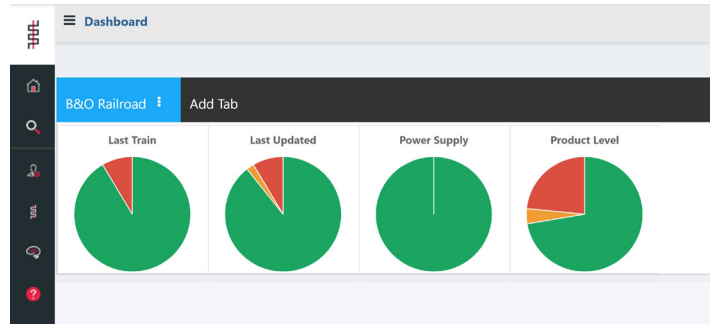 Dashboard
B&O Railroad Add Tab
Last Train Last Updated Power Supply Product Level
?